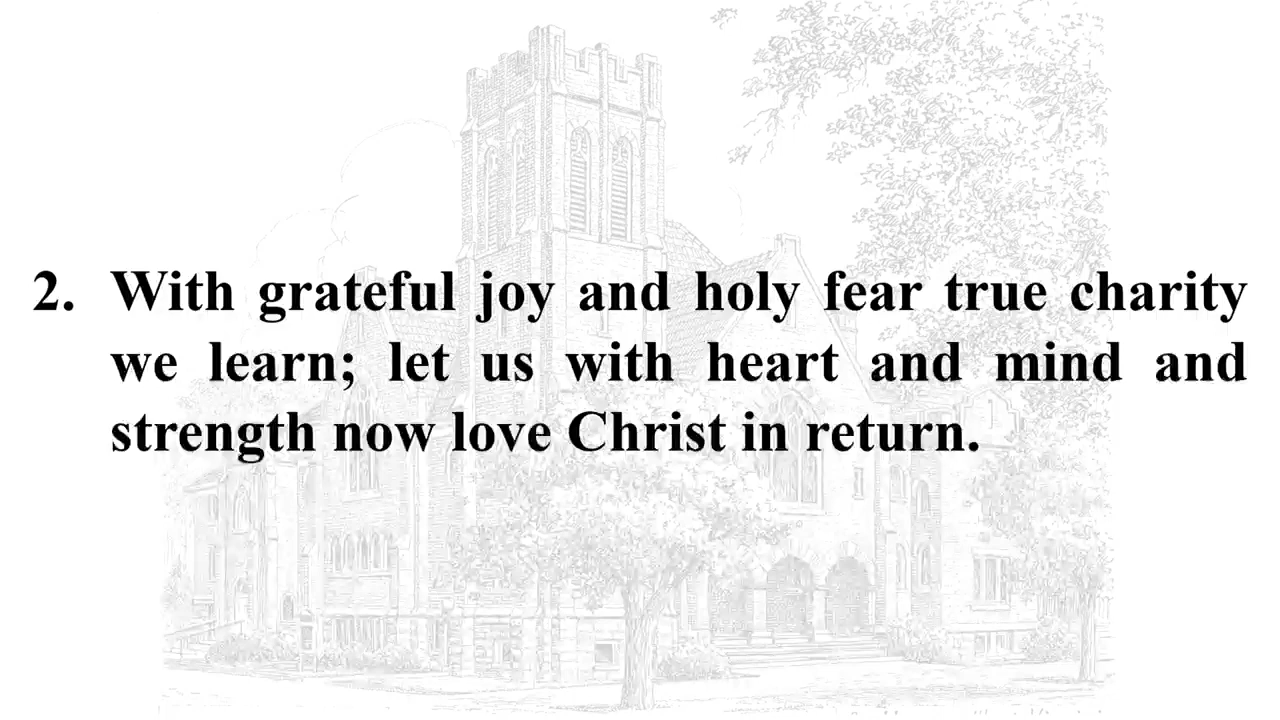 2. With grateful joy and holy fear true charity
we learn; let us with heart and mind and
strength now love Christ in return.